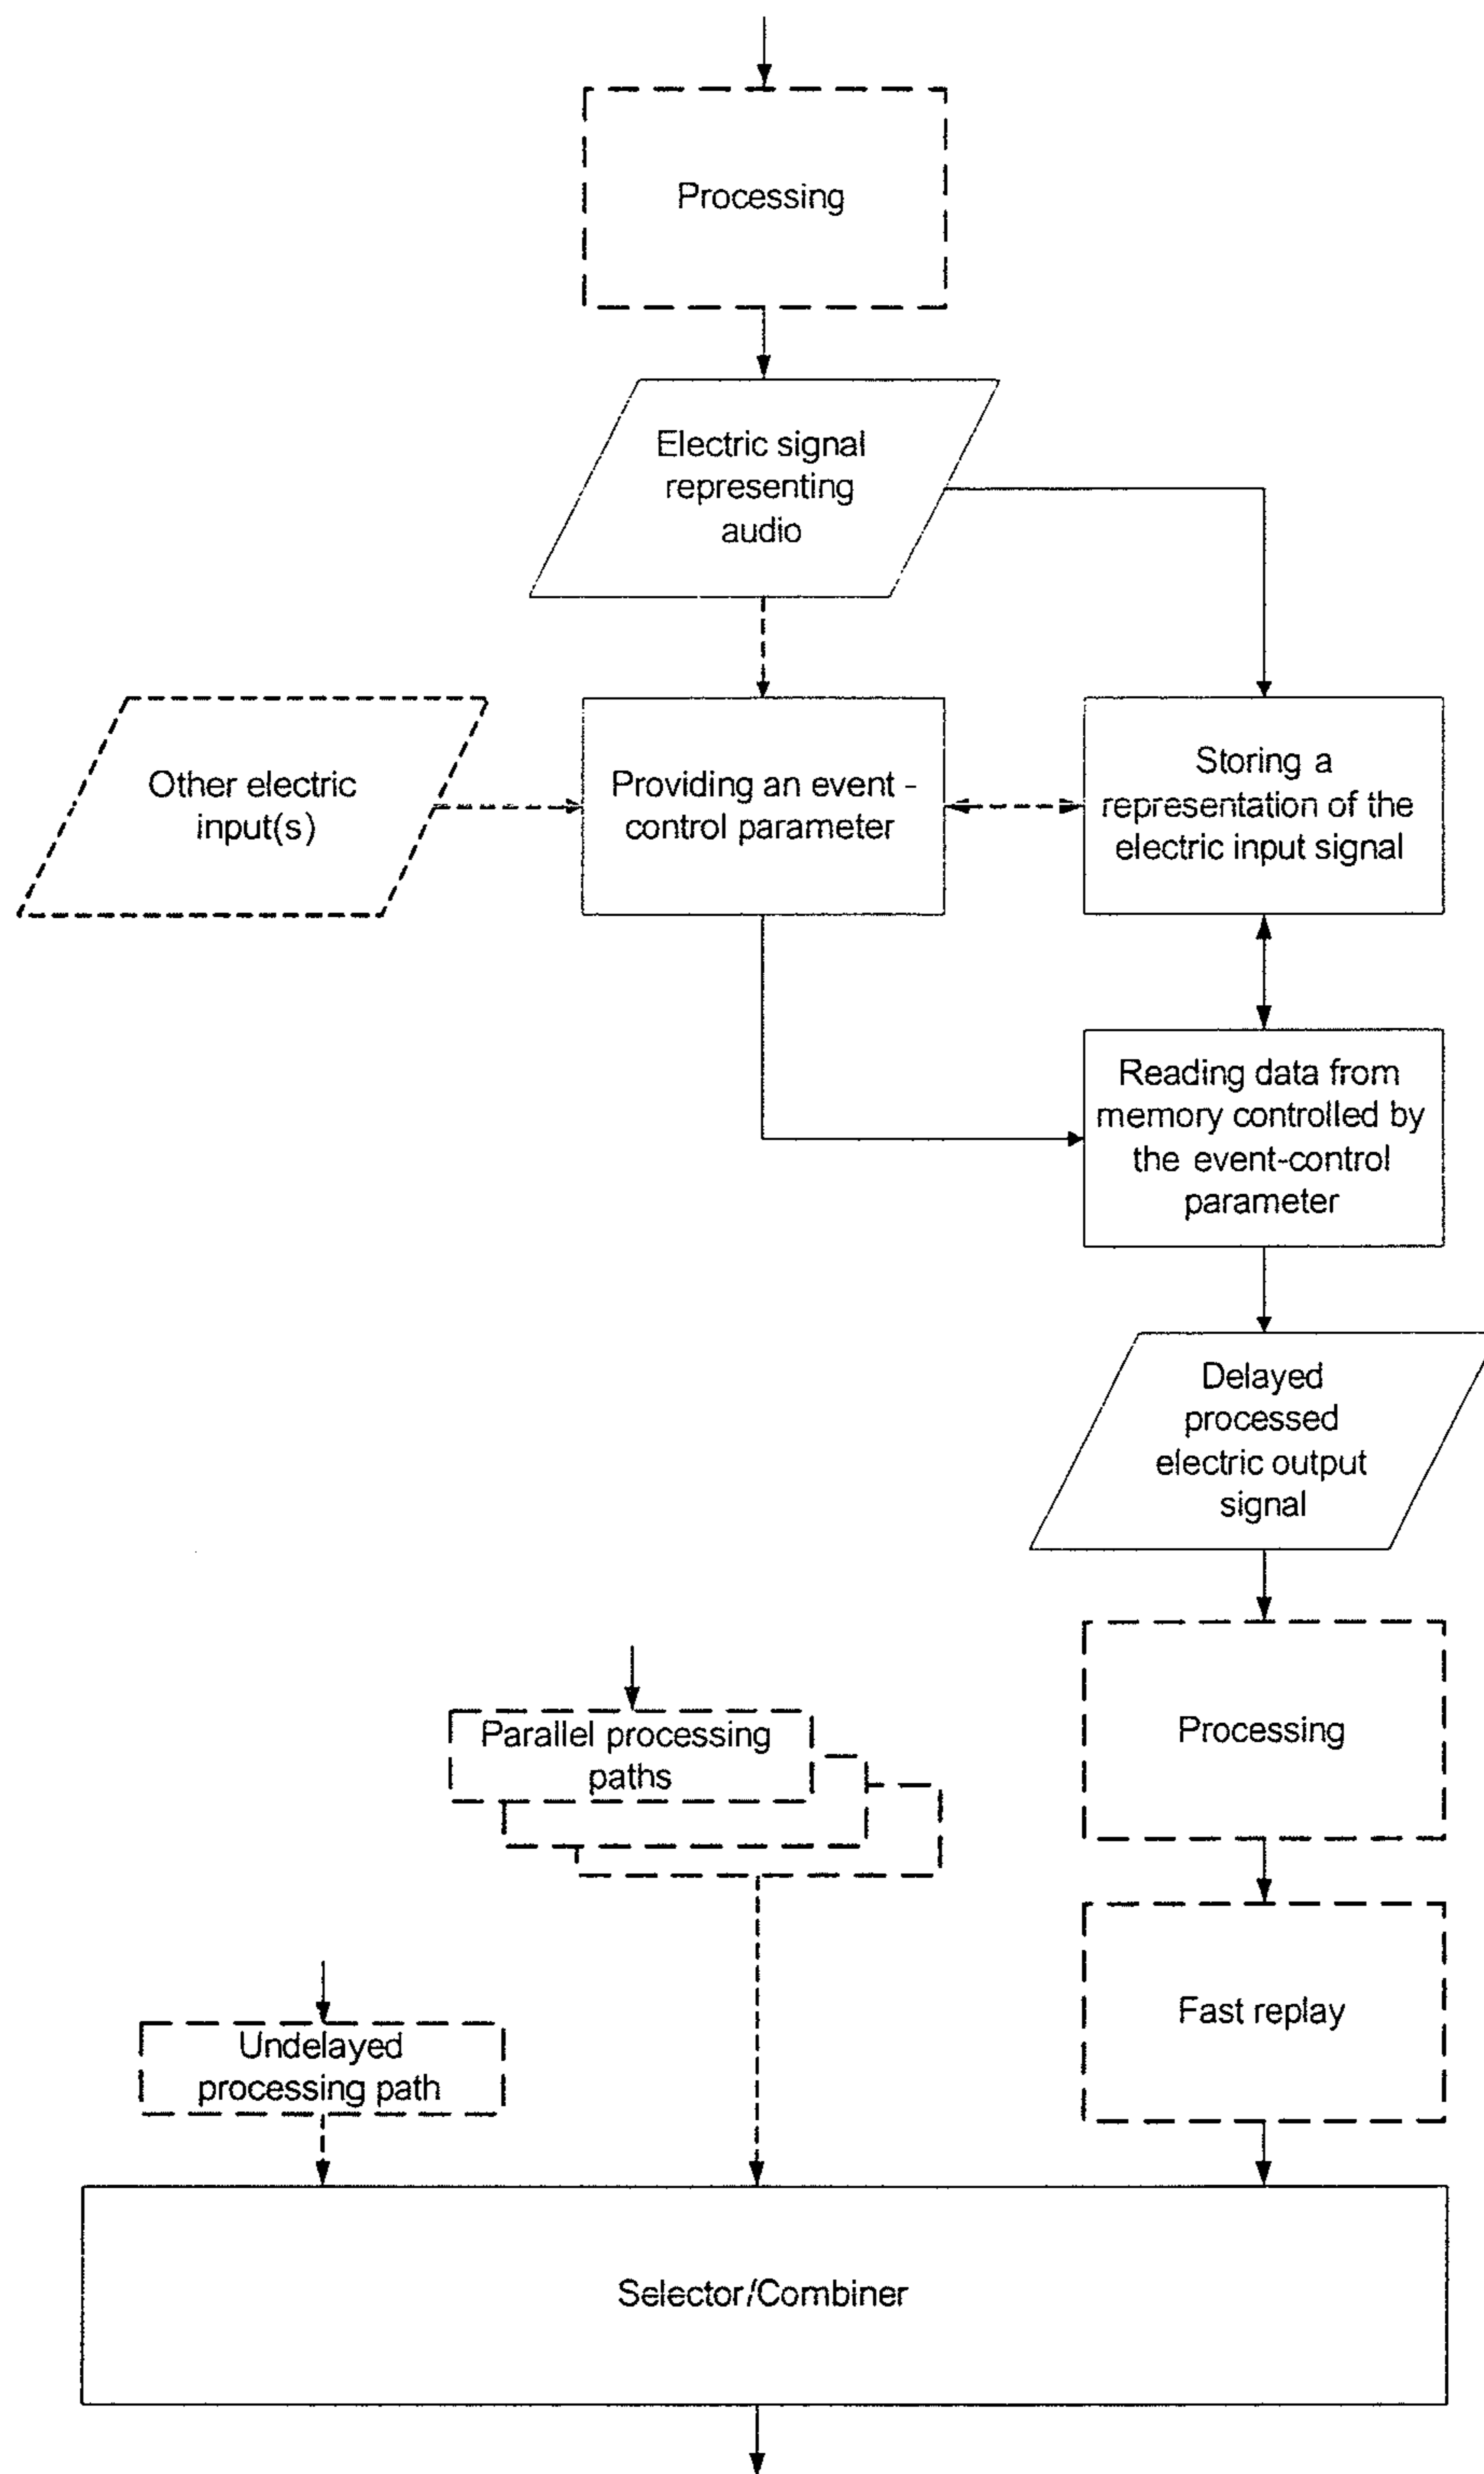 Processing
Electric signal
representing
audio
Other electric
input(s)
Providing an event -
control parameter
Storing a
representation of the
electric input signal
Reading data from
memory controlled by
the event-control
parameter
Delayed
processed
electric output
signal
Parallel processing
paths
Processing
Undelayed
processing path
Fast replay
Selector/Combiner